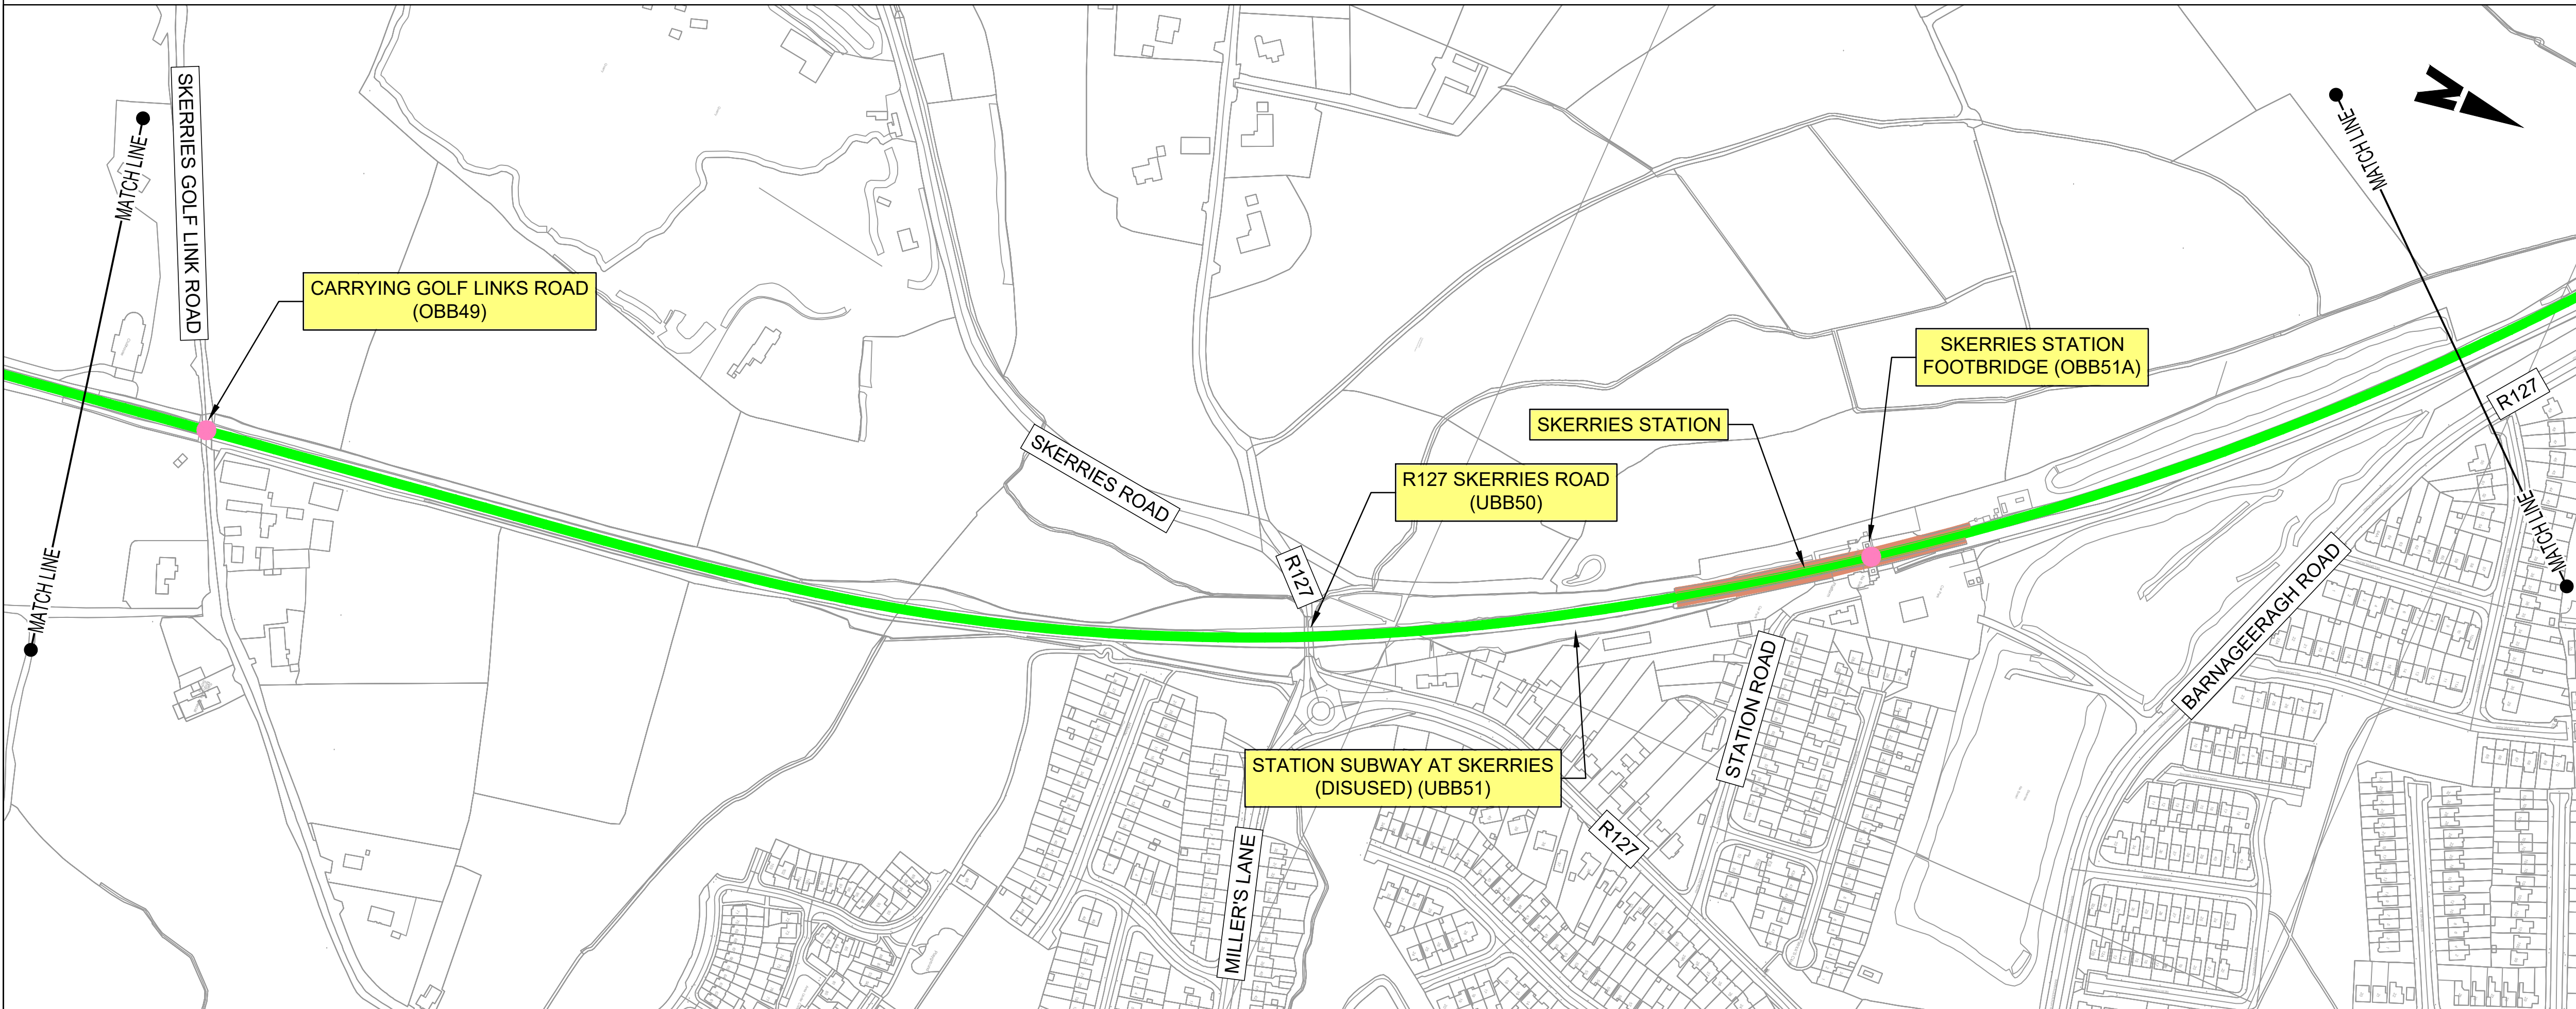 SKERRIES GOLF LINK ROAD
MATCH LINE
MATCH LINE
CARRYING GOLF LINKS ROAD
(OBB49)
SKERRIES ROAD
R127
R127 SKERRIES ROAD
(UBB50)
SKERRIES STATION
SKERRIES STATION
FOOTBRIDGE (OBB51A)
STATION SUBWAY AT SKERRIES
(DISUSED) (UBB51)
MILLER'S LANE
R127
STATION ROAD
BARNAGEERAGH ROAD
R127
MATCH LINE
MATCH LINE
N